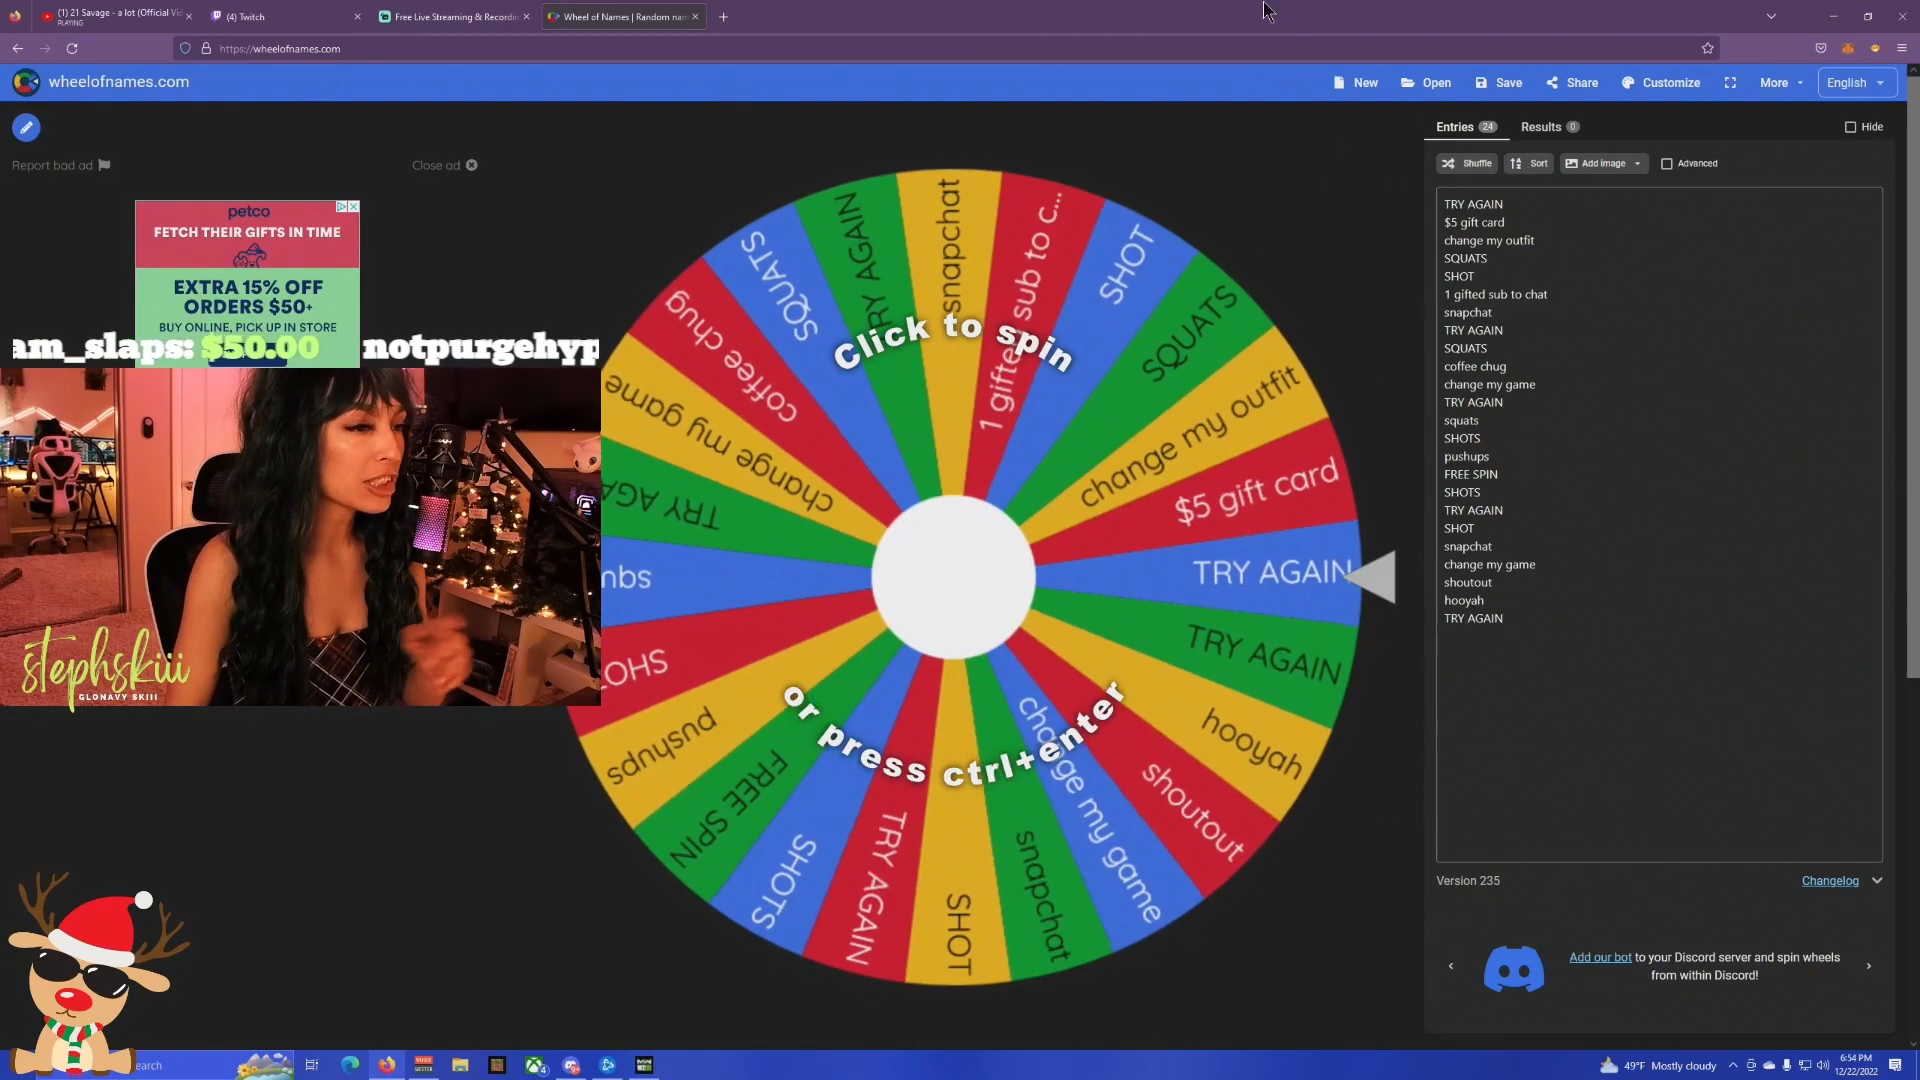 (1) 21 Savage - a lot (Official Vid
PLAYING
(4) Twitch
Free Live Streaming & Recordin
Wheel of Names | Random nam
https://wheelofnames.com
wheelofnames.com
New
Open
Save
Share
Customize
More
English
Report bad ad
Close ad
petco
FETCH THEIR GIFTS IN TIME
EXTRA 15% OFF
ORDERS $50+
BUY ONLINE, PICK UP IN STORE
am_slaps: $50.00 notpurgehyp
stephskiii
GLONAVY SKIII
Click to spin
or press ctrl+enter
snapchat
1 gifted sub to c...
SHOT
SQUATS
change my outfit
$5 gift card
TRY AGAIN
TRY AGAIN
hooyah
shoutout
change my game
snapchat
SHOT
TRY AGAIN
SHOTS
FREE SPIN
pushups
TRY AGAIN
change my game
coffee chug
SQUATS
TRY AGAIN
Entries 24
Results 0
Hide
Shuffle
Sort
Add image
Advanced
TRY AGAIN
$5 gift card
change my outfit
SQUATS
SHOT
1 gifted sub to chat
snapchat
TRY AGAIN
SQUATS
coffee chug
change my game
TRY AGAIN
squats
SHOTS
pushups
FREE SPIN
SHOTS
TRY AGAIN
SHOT
snapchat
change my game
shoutout
hooyah
TRY AGAIN
Version 235
Changelog
Add our bot to your Discord server and spin wheels
from within Discord!
earch
49°F Mostly cloudy
6:54 PM
12/22/2022